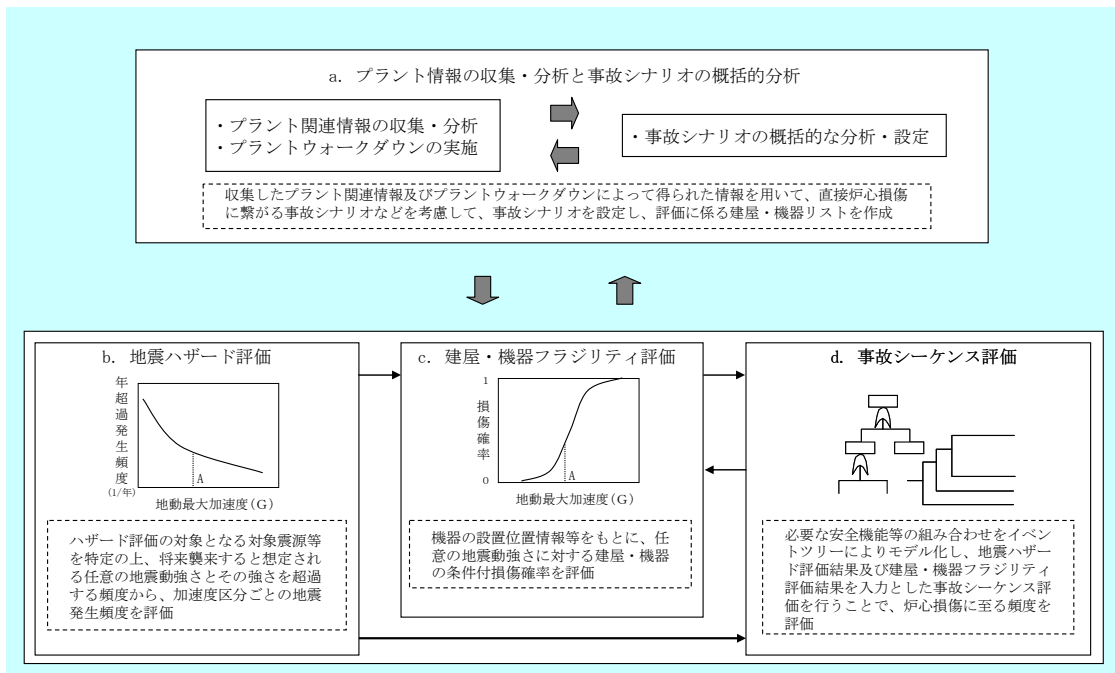 a. プラント情報の収集・分析と事故シナリオの概括的分析
・プラント関連情報の収集・分析
・プラントウォークダウンの実施
・事故シナリオの概括的な分析・設定
収集したプラント関連情報及びプラントウォークダウンによって得られた情報を用いて、直接炉心損傷
に繋がる事故シナリオなどを考慮して、事故シナリオを設定し、評価に係る建屋・機器リストを作成
b. 地震ハザード評価
年超過発生頻度
(1/年)
A
地動最大加速度(G)
ハザード評価の対象となる対象震源等
を特定の上、将来襲来すると想定され
る任意の地震動強さとその強さを超過
する頻度から、加速度区分ごとの地震
発生頻度を評価
c. 建屋・機器フラジリティ評価
1
損傷確率
0
A
地動最大加速度(G)
機器の設置位置情報等をもとに、任
意の地震動強さに対する建屋・機器
の条件付損傷確率を評価
d. 事故シーケンス評価
必要な安全機能等の組み合わせをイベン
トツリーによりモデル化し、地震ハザー
ド評価結果及び建屋・機器フラジリティ
評価結果を入力とした事故シーケンス評
価を行うことで、炉心損傷に至る頻度を
評価